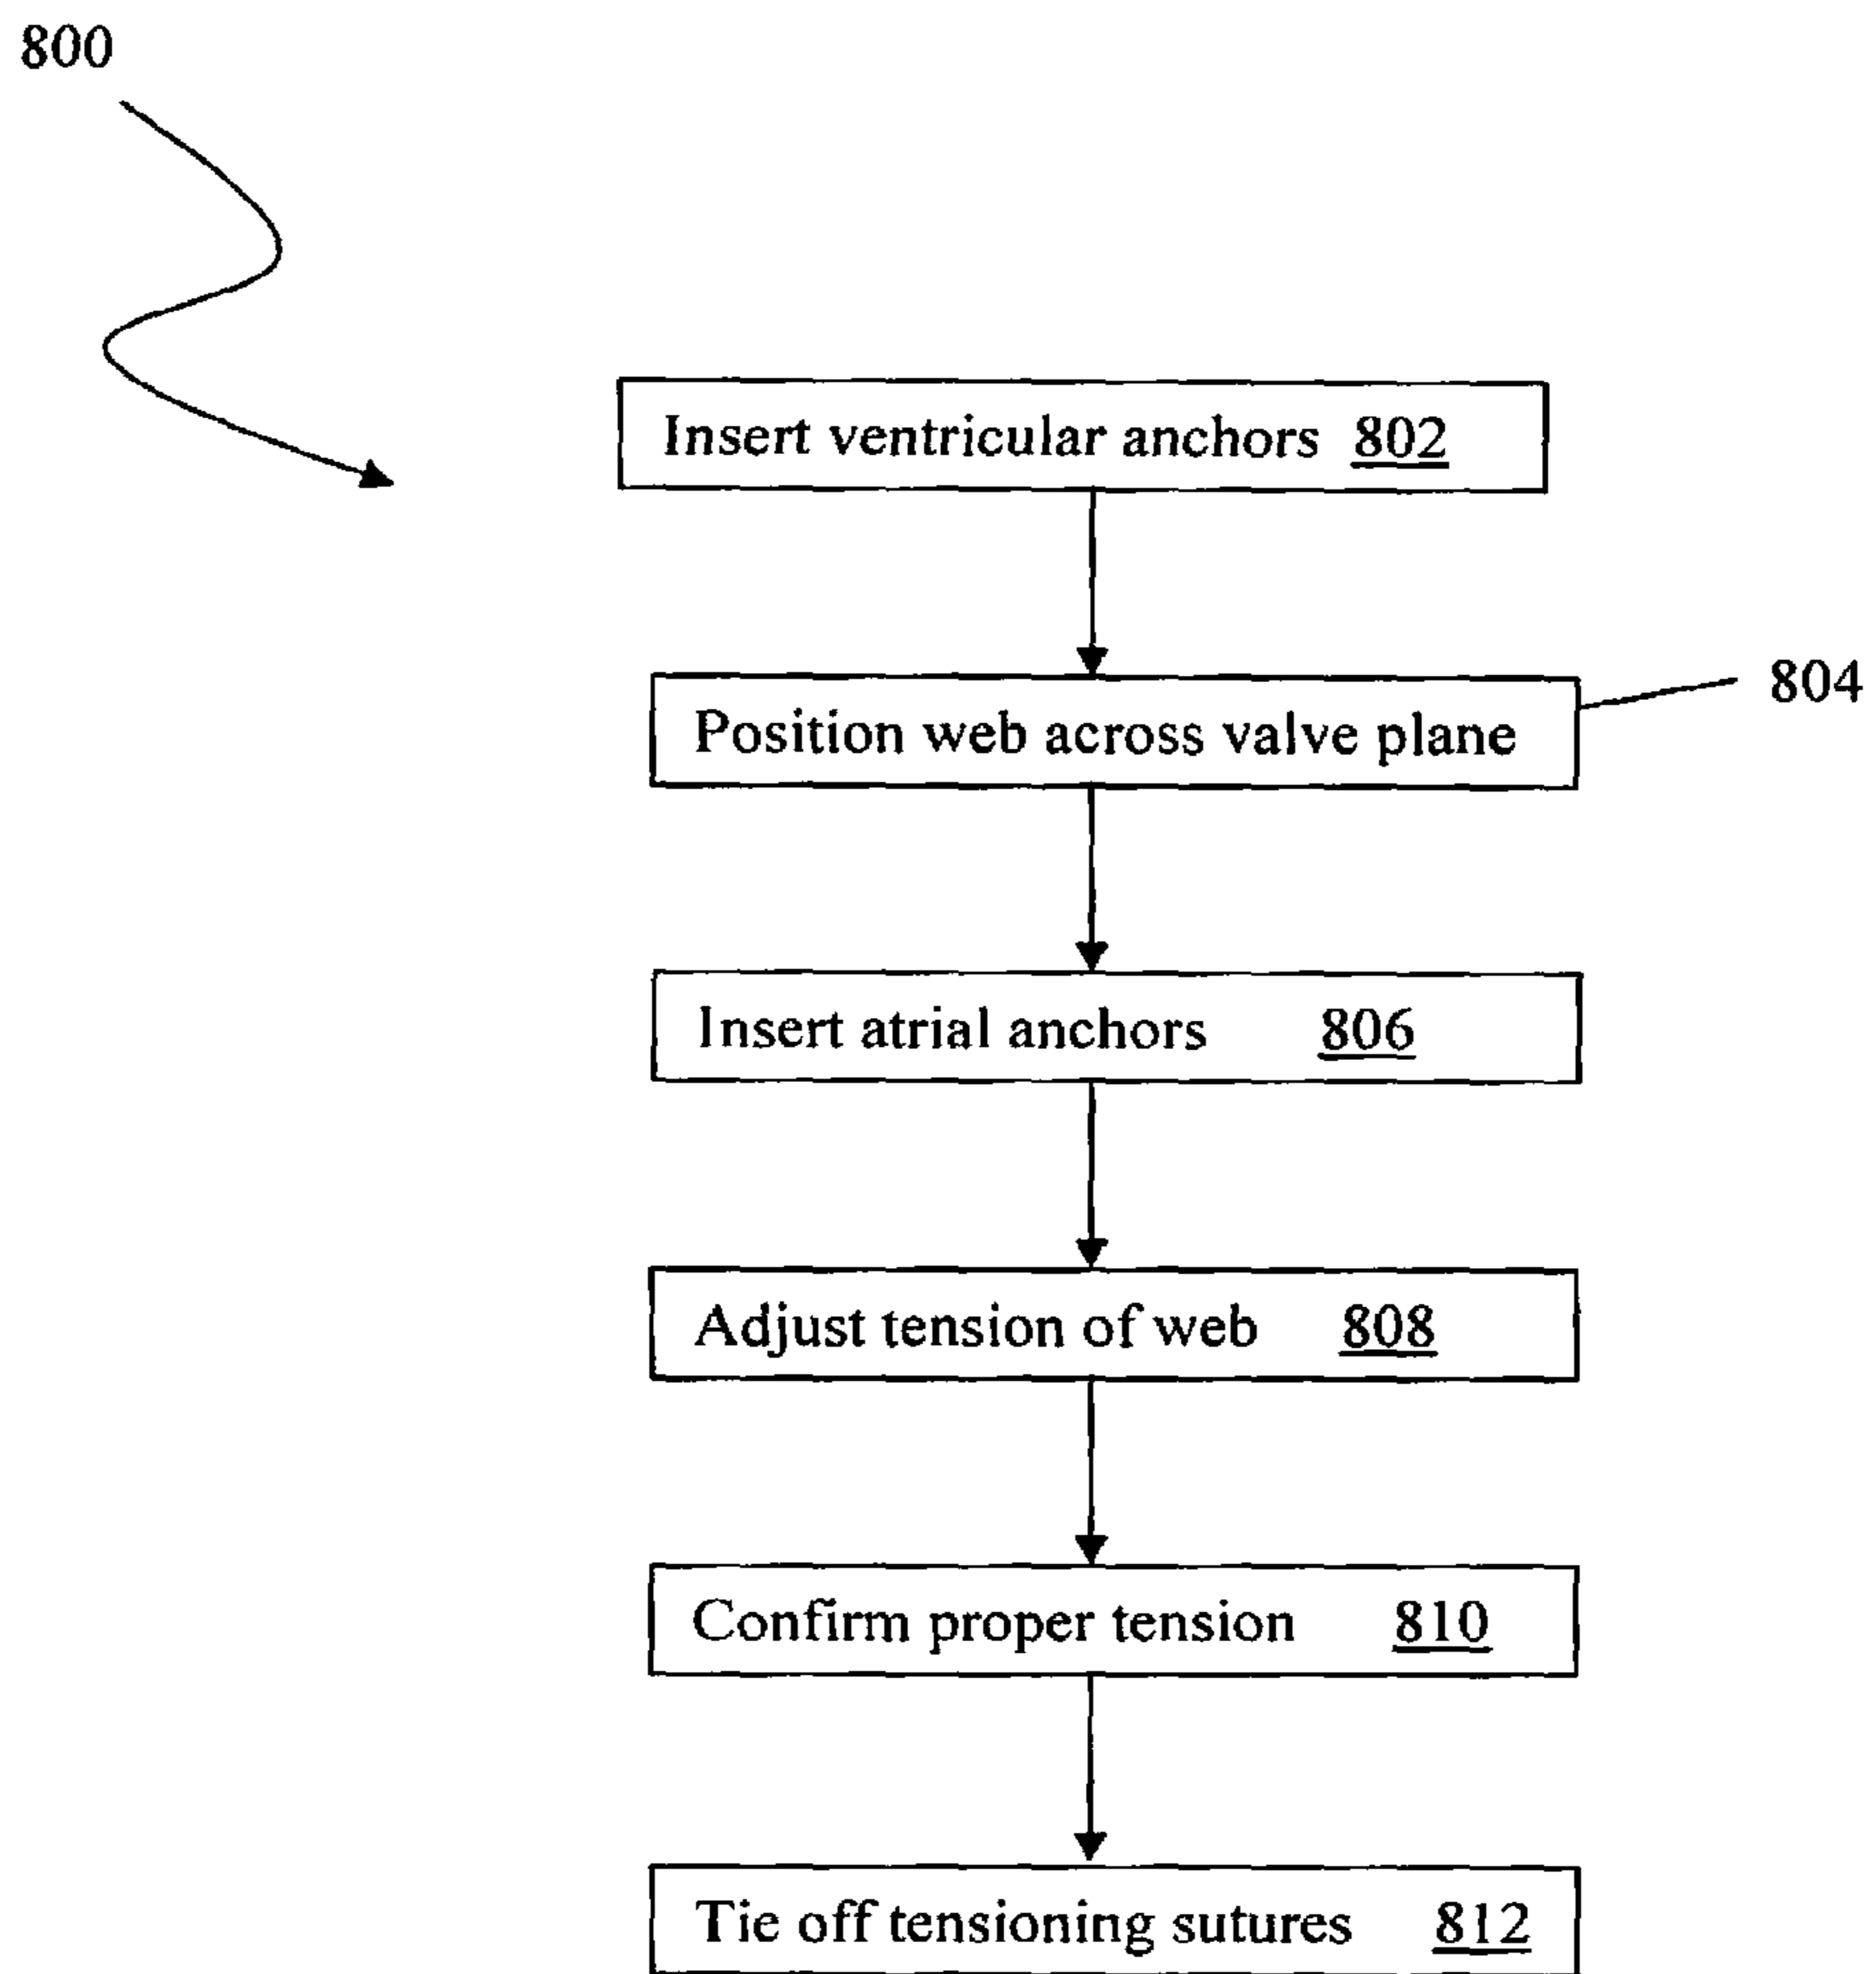 800
Insert ventricular anchors 802
Position web across valve plane 804
Insert atrial anchors 806
Adjust tension of web 808
Confirm proper tension 810
Tie off tensioning sutures 812